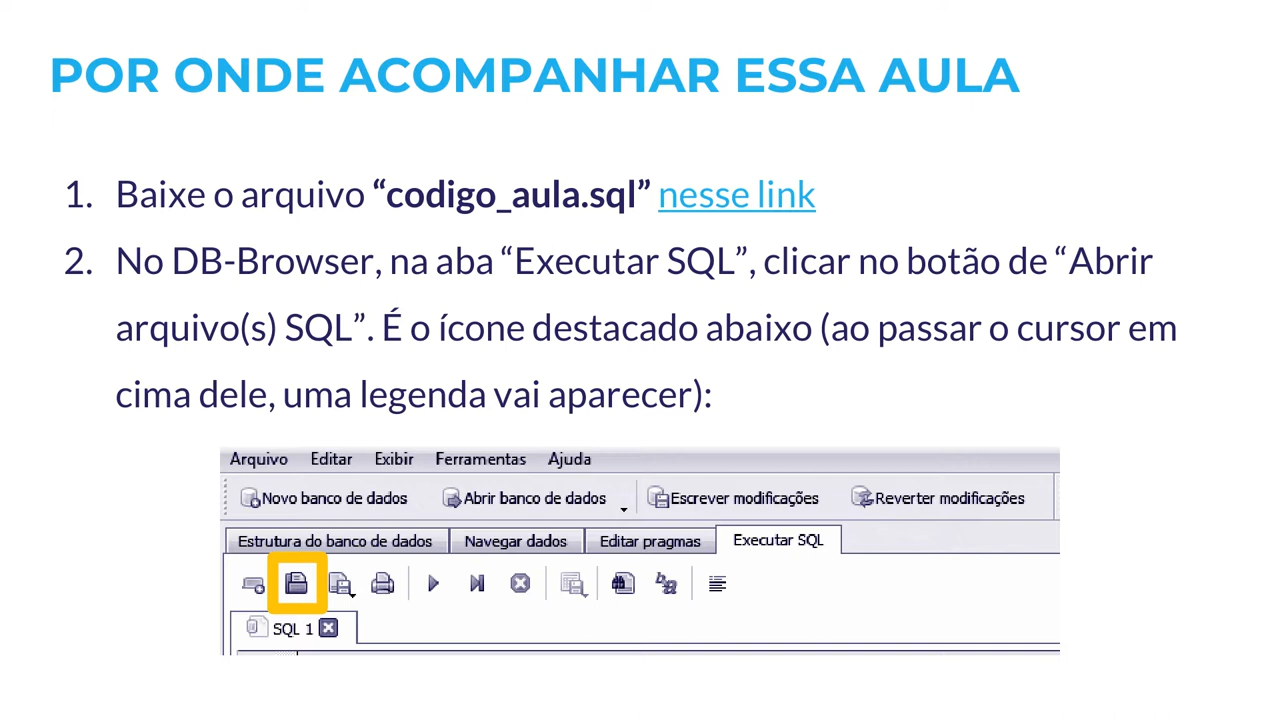 POR ONDE ACOMPANHAR ESSA AULA
1. Baixe o arquivo “codigo_aula.sql” nesse link
2. No DB-Browser, na aba “Executar SQL”, clicar no botão de “Abrir
arquivo(s) SQL”. É o ícone destacado abaixo (ao passar o cursor em
cima dele, uma legenda vai aparecer):
Arquivo Editar Exibir Ferramentas Ajuda
Novo banco de dados Abrir banco de dados Escrever modificações Reverter modificações
Estrutura do banco de dados Navegar dados Editar pragmas Executar SQL
SQL 1